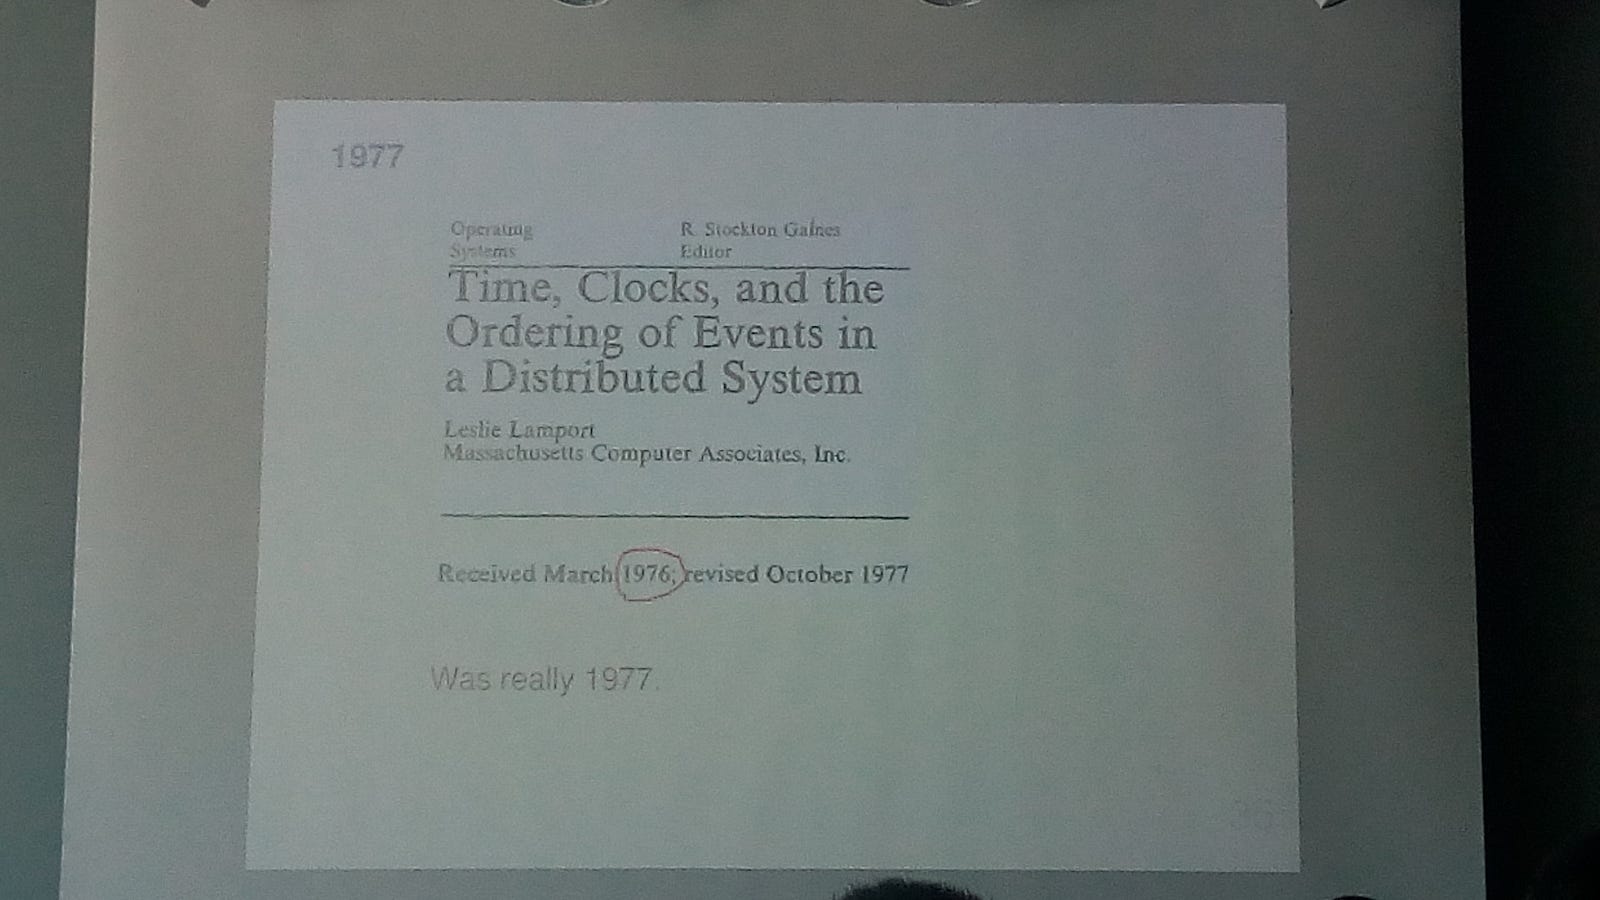 1977
Operating
Systems
R. Stockton Gaines
Editor
Time, Clocks, and the
Ordering of Events in
a Distributed System
Leslie Lamport
Massachusetts Computer Associates, Inc.
Received March 1976; revised October 1977
Was really 1977.